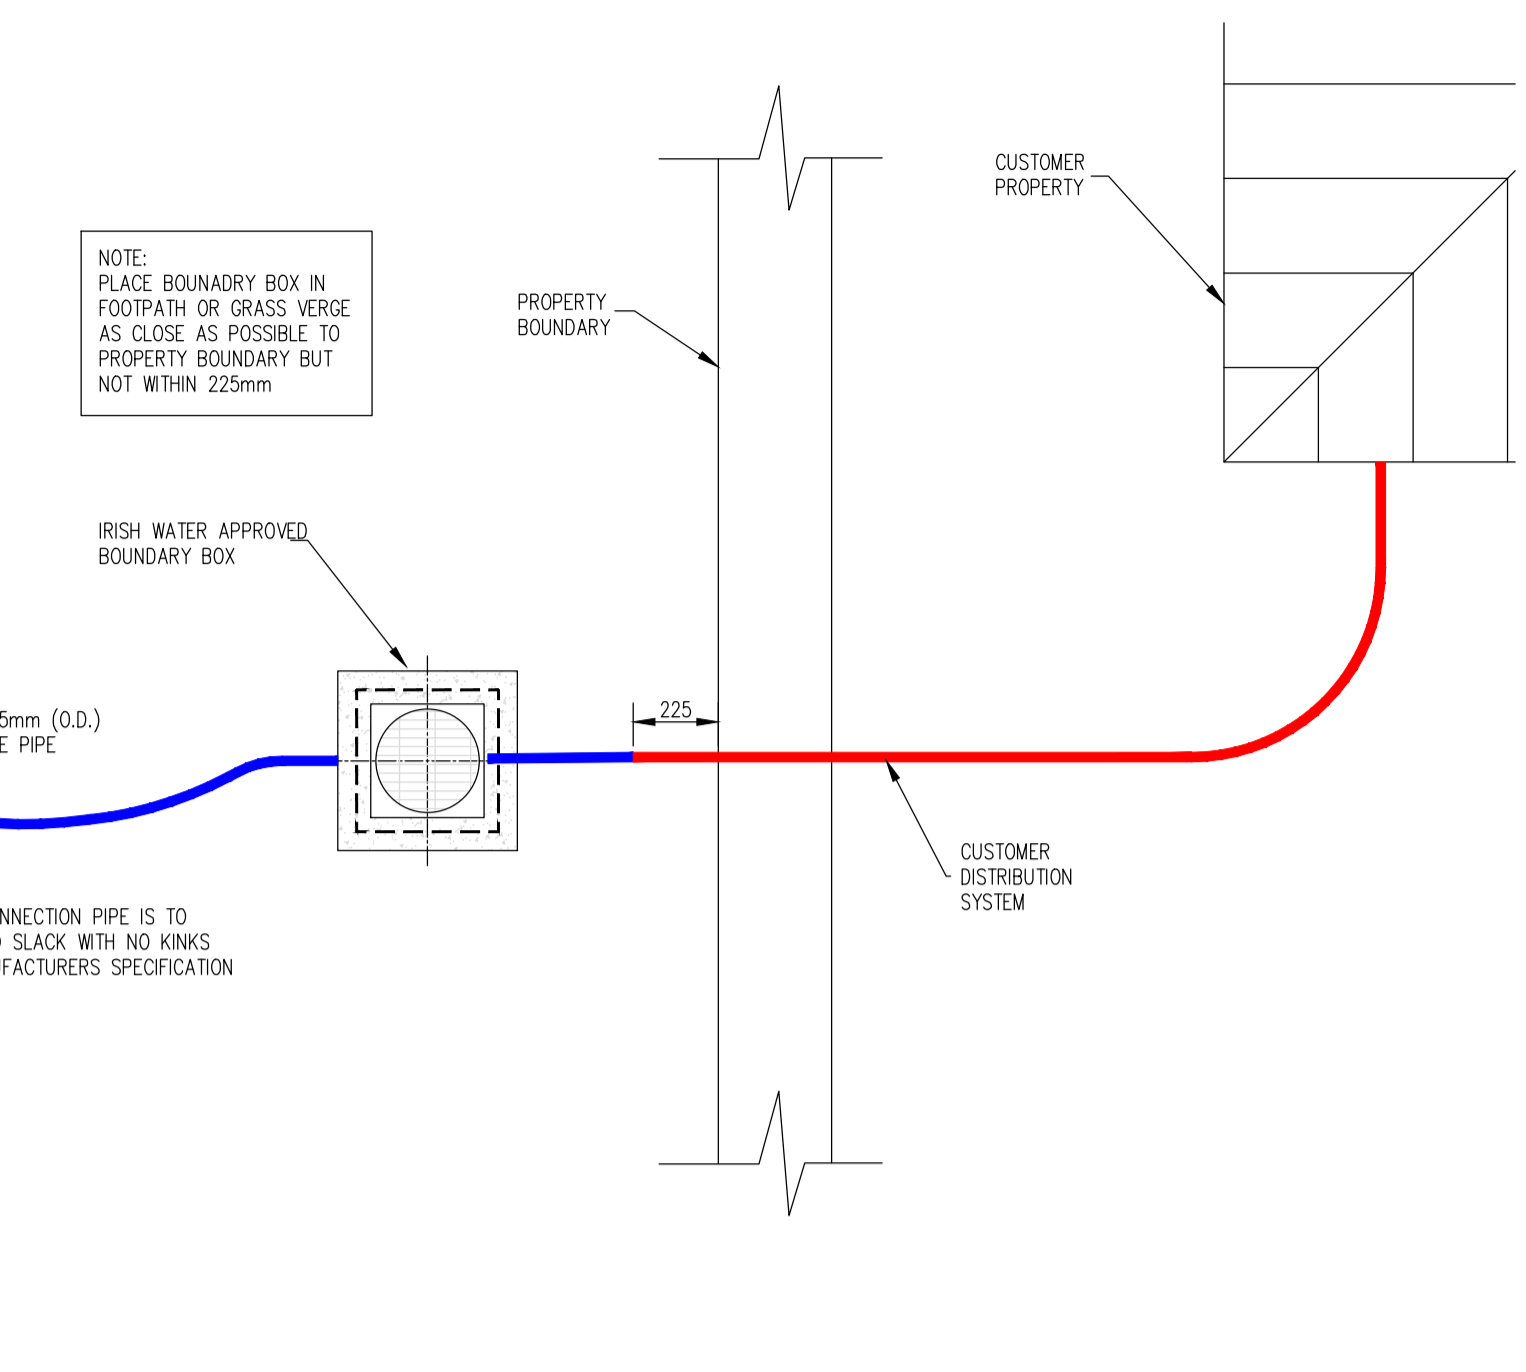 CUSTOMER
PROPERTY
NOTE:
PLACE BOUNADRY BOX IN
FOOTPATH OR GRASS VERGE
AS CLOSE AS POSSIBLE TO
PROPERTY BOUNDARY BUT
NOT WITHIN 225mm
PROPERTY
BOUNDARY
IRISH WATER APPROVED
BOUNDARY BOX
5mm (O.D.)
E PIPE
225
CUSTOMER
DISTRIBUTION
SYSTEM
NNECTION PIPE IS TO
SLACK WITH NO KINKS
FACTURERS SPECIFICATION